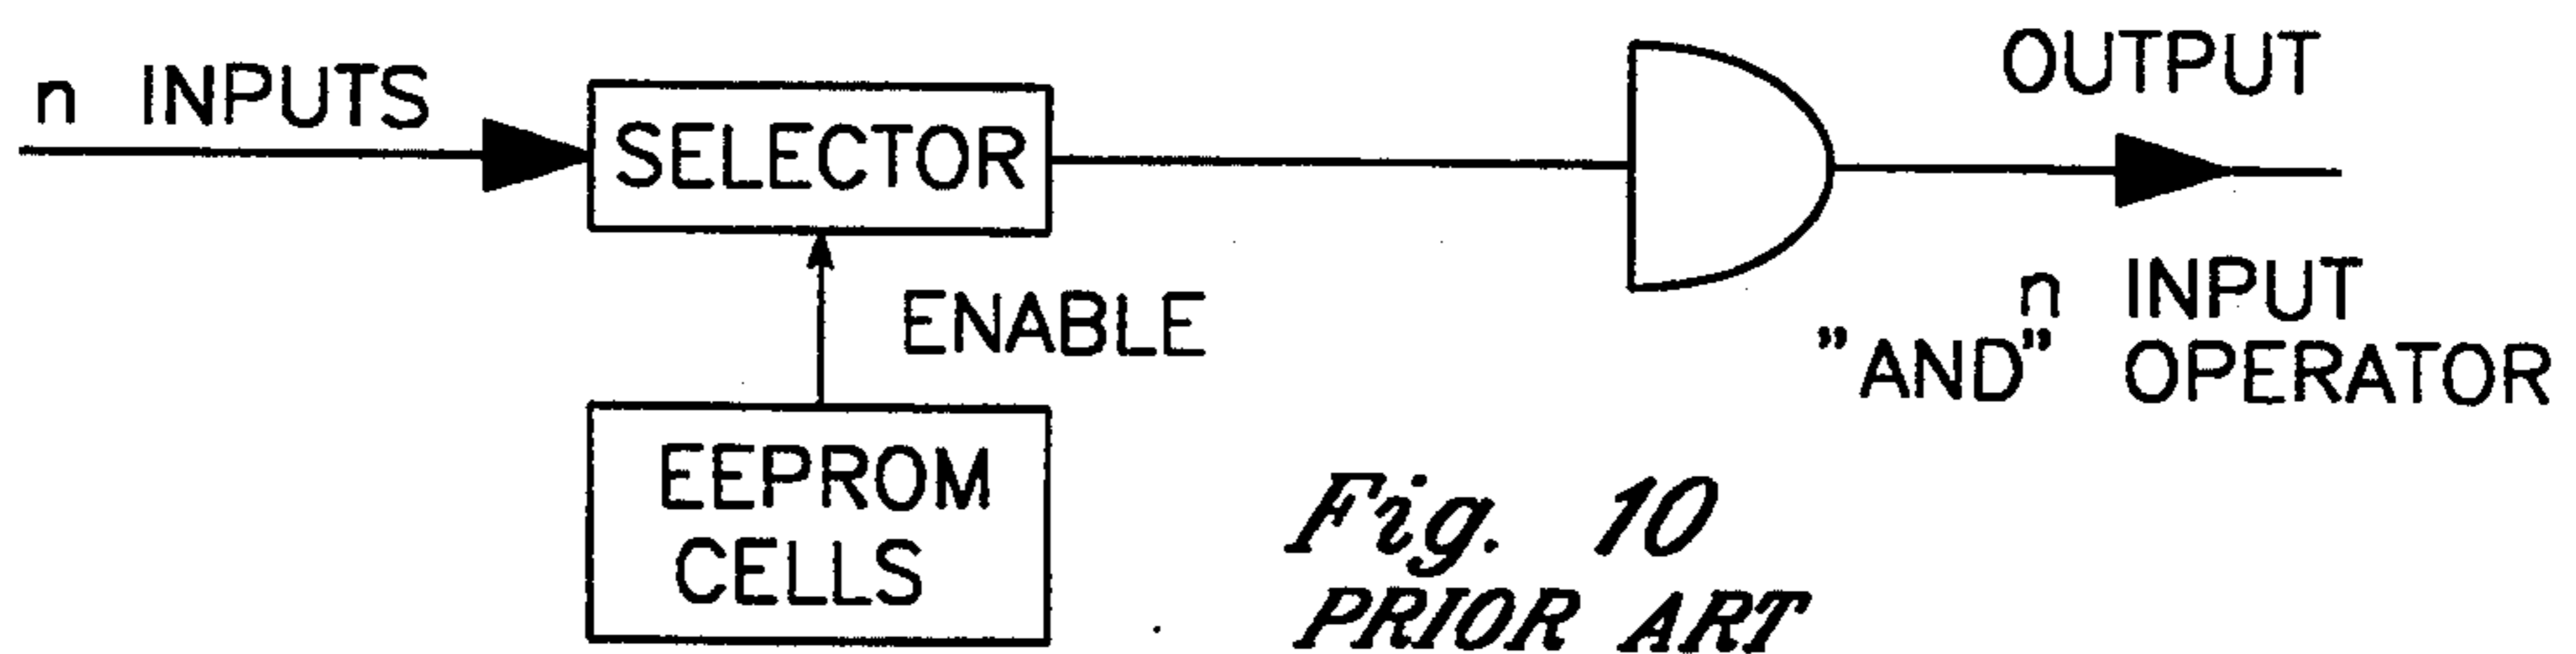 n INPUTS
SELECTOR
OUTPUT
ENABLE
n INPUT
"AND" OPERATOR
EEPROM
CELLS
Fig. 10
PRIOR ART